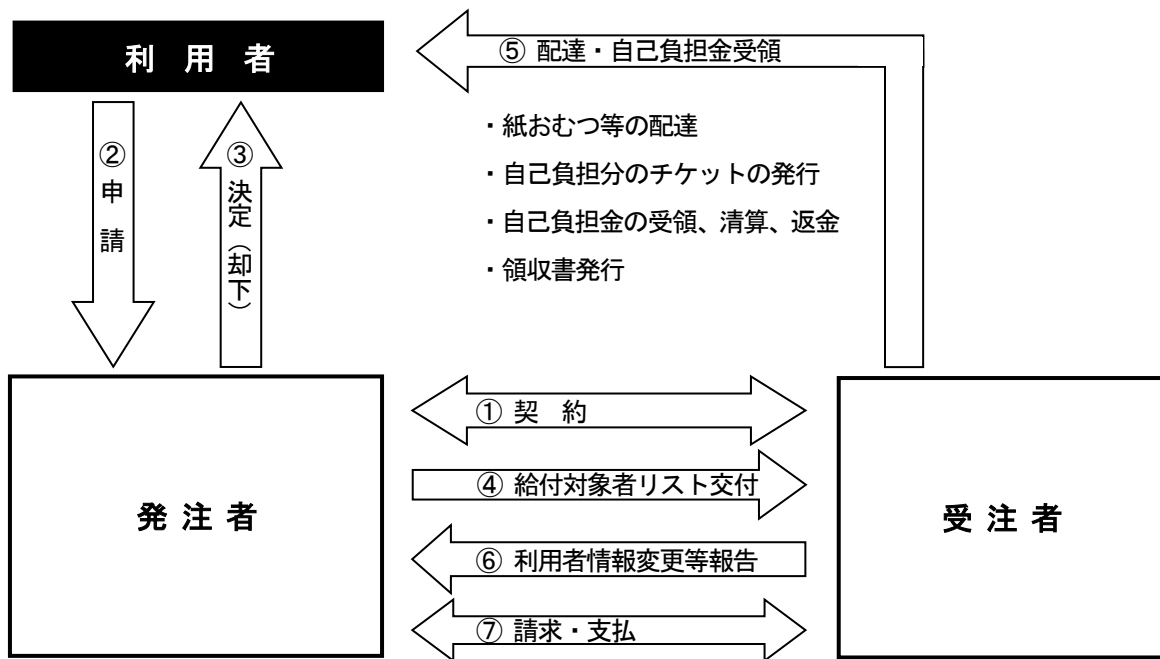 利 用 者
⑤ 配達・自己負担金受領
・紙おむつ等の配達
・自己負担分のチケットの発行
・自己負担金の受領、清算、返金
・領収書発行
②申 請
③決定(却下)
① 契 約
④ 給付対象者リスト交付
発 注 者
受 注 者
⑥ 利用者情報変更等報告
⑦ 請求・支払